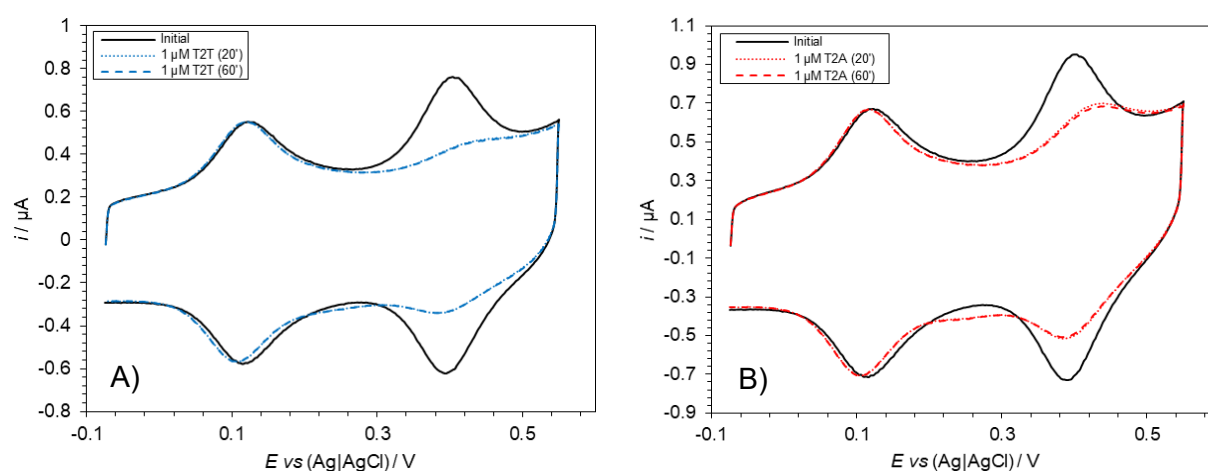 1
Initial
1 µM T2T (20')
1 µM T2T (60')
0.8
0.6
0.4
0.2
0
-0.2
-0.4
-0.6
-0.8
i / µA
A)
-0.1 0.1 0.3 0.5
E vs (Ag|AgCl) / V
1.1
Initial
1 µM T2A (20')
1 µM T2A (60')
0.9
0.7
0.5
0.3
0.1
-0.1
-0.3
-0.5
-0.7
-0.9
i / µA
B)
-0.1 0.1 0.3 0.5
E vs (Ag|AgCl) / V